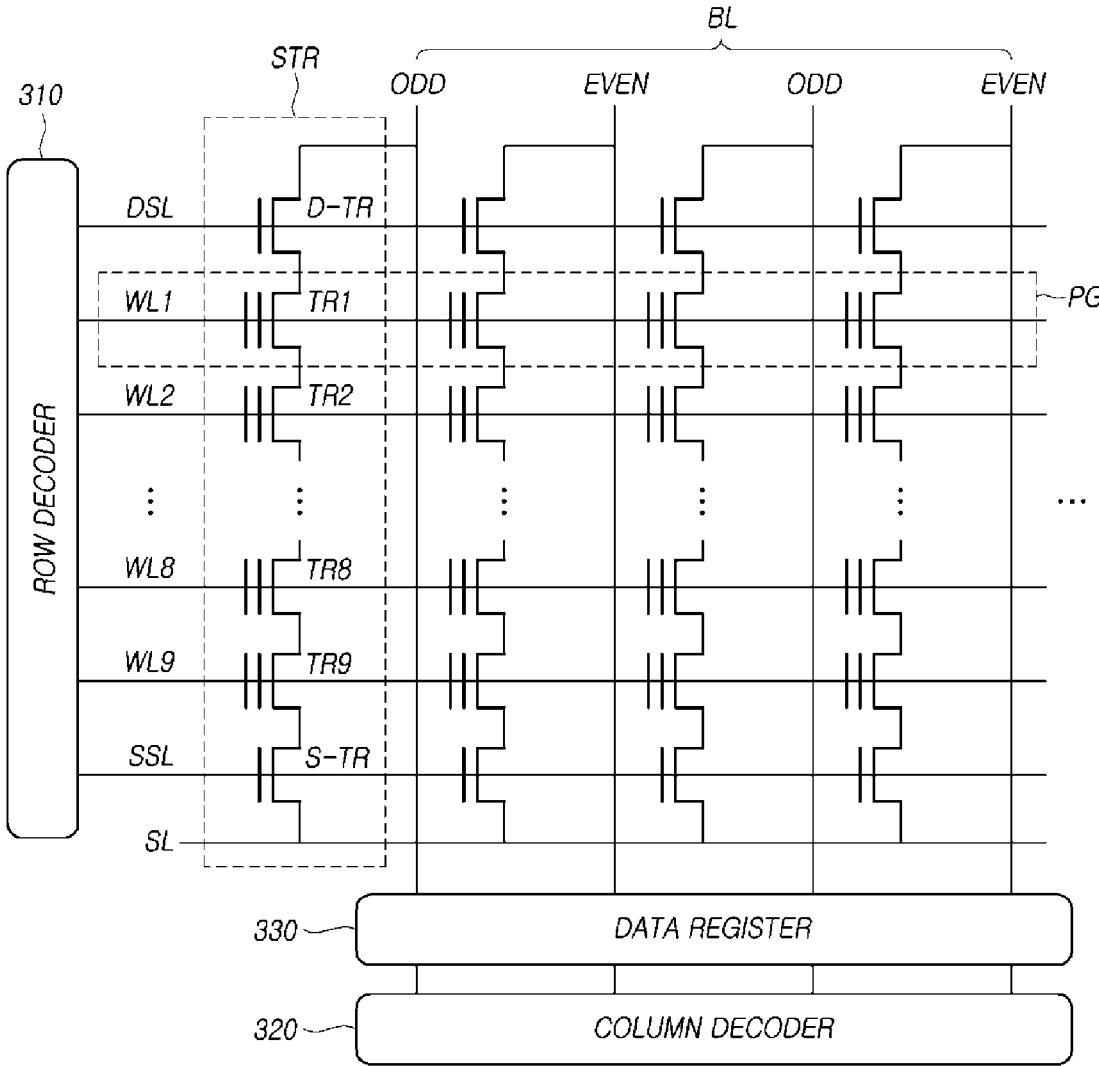 BL
STR
ODD EVEN ODD EVEN
310
DSL D-TR
WL1 TR1 PG
WL2 TR2
ROW DECODER
⋮ ⋮ ⋮ ⋮ ⋮ ...
WL8 TR8
WL9 TR9
SSL S-TR
SL
330 DATA REGISTER
320 COLUMN DECODER